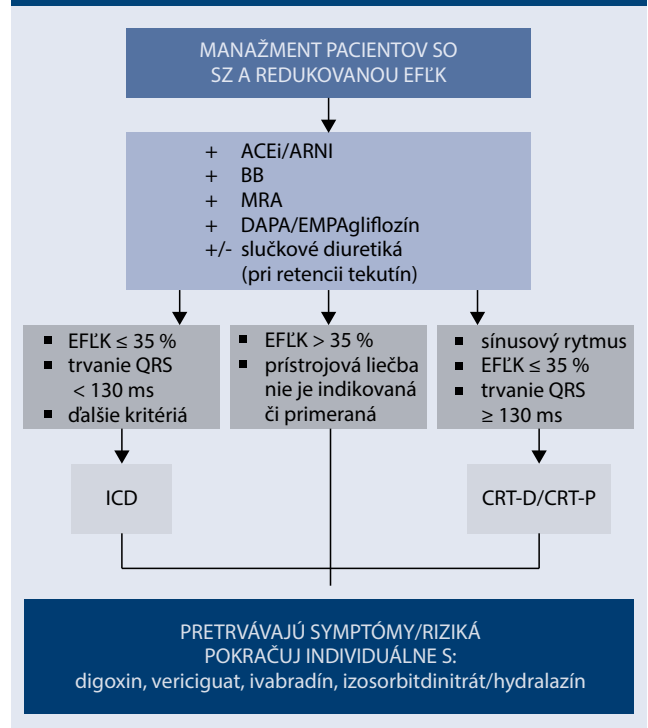 MANAŽMENT PACIENTOV SO
SZ A REDUKOVANOU EFĽK
+ ACEi/ARNI
+ BB
+ MRA
+ DAPA/EMPAgliflozín
+/- slučkové diuretiká
(pri retencii tekutín)
▪ EFĽK ≤ 35 %
▪ trvanie QRS
< 130 ms
▪ ďalšie kritériá
▪ EFĽK > 35 %
▪ prístrojová liečba
nie je indikovaná
či primeraná
▪ sínusový rytmus
▪ EFĽK ≤ 35 %
▪ trvanie QRS
≥ 130 ms
ICD
CRT-D/CRT-P
PRETRVÁVAJÚ SYMPTÓMY/RIZIKÁ
POKRAČUJ INDIVIDUÁLNE S:
digoxin, vericiguat, ivabradín, izosorbitdinitrát/hydralazín